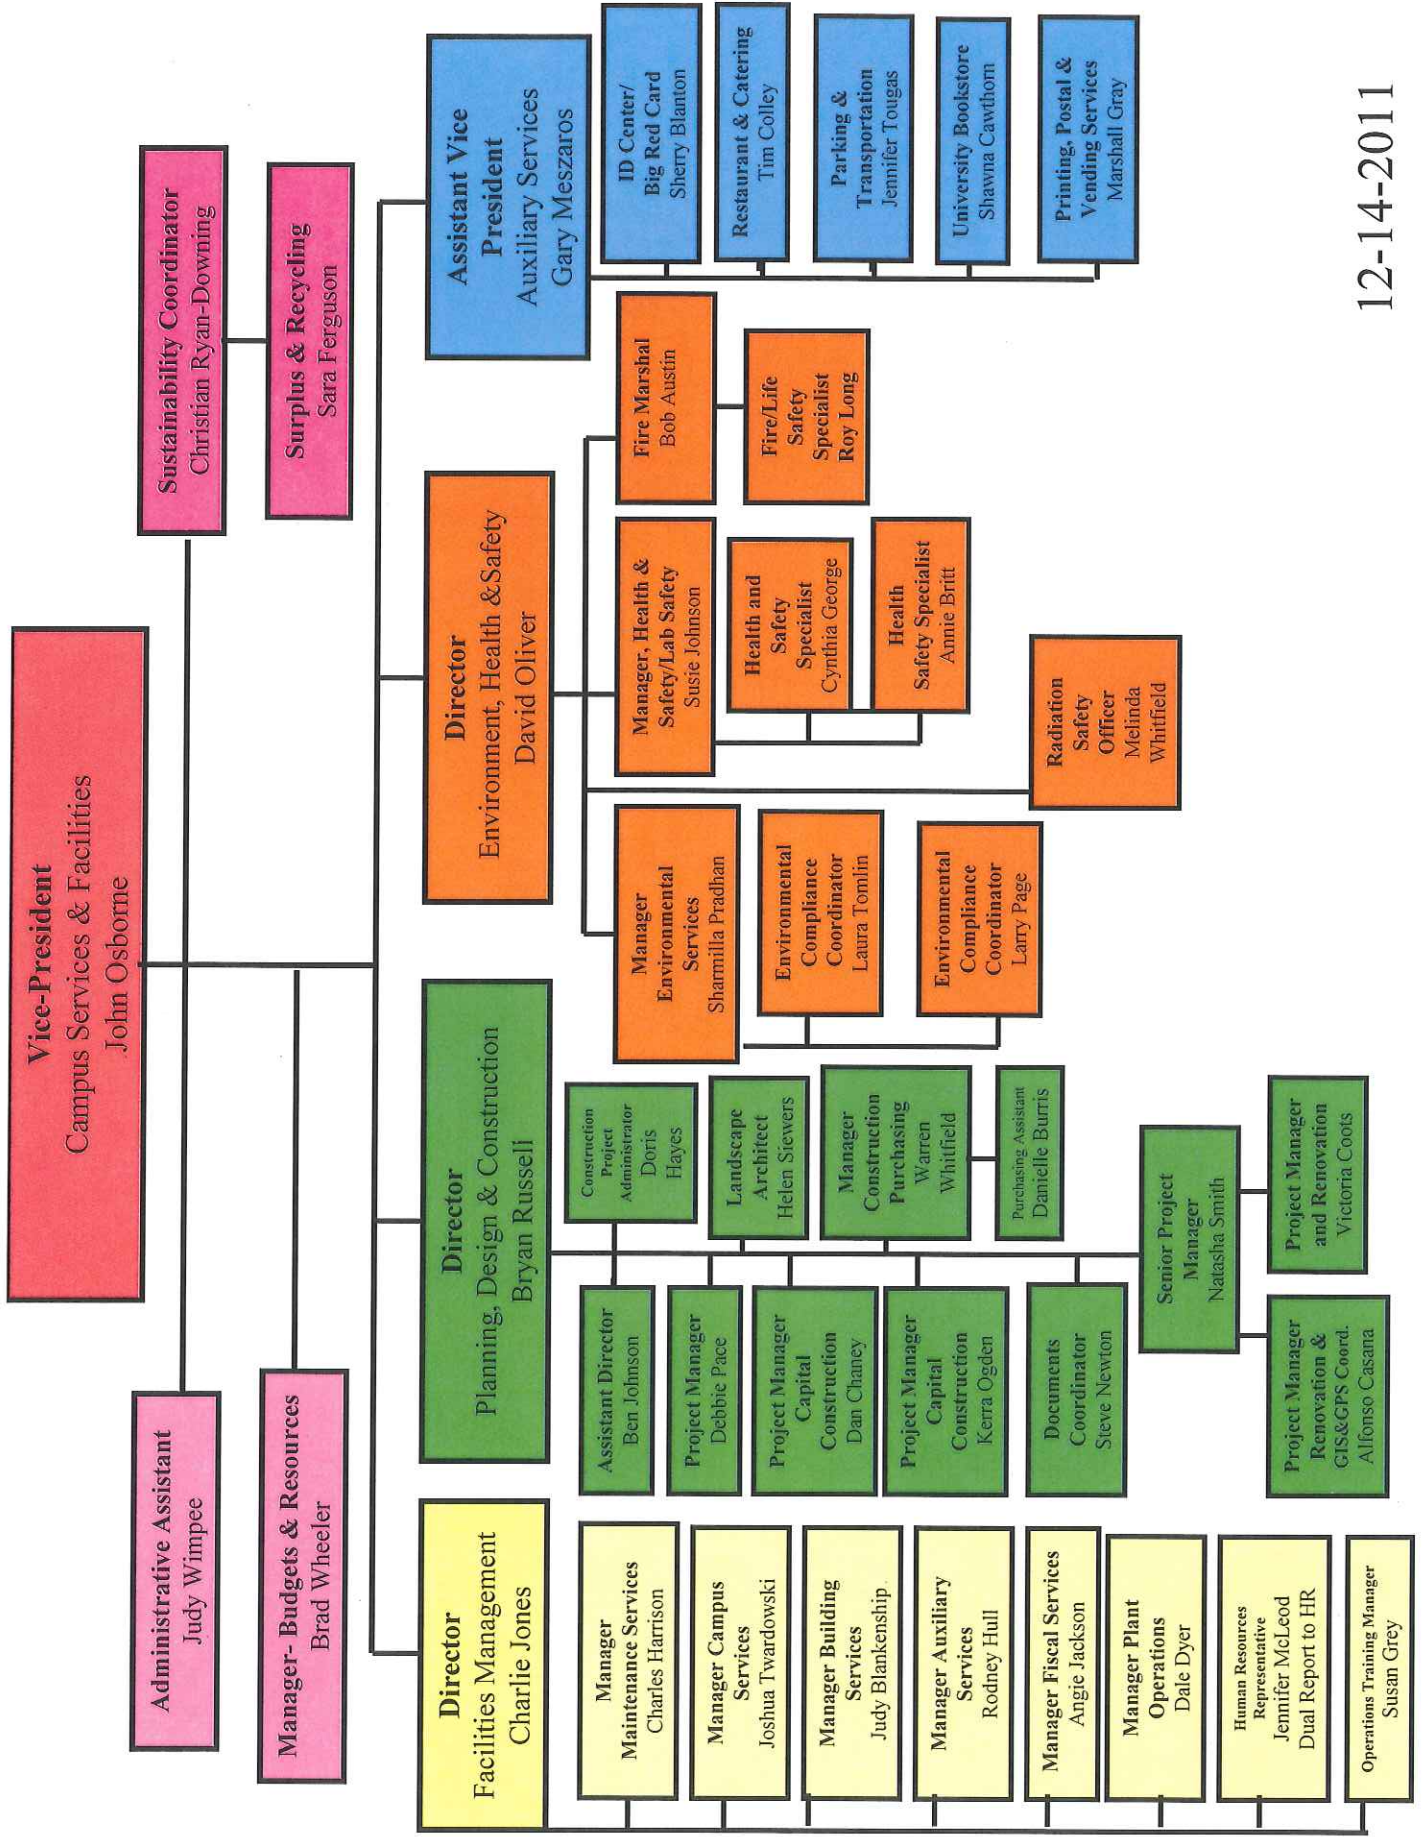 Vice-President
Campus Services & Facilities
John Osborne
Administrative Assistant
Judy Wimpee
Sustainability Coordinator
Christian Ryan-Downing
Manager- Budgets & Resources
Brad Wheeler
Surplus & Recycling
Sara Ferguson
Director
Facilities Management
Charlie Jones
Manager
Maintenance Services
Charles Harrison
Manager Campus
Services
Joshua Twardowski
Manager Building
Services
Judy Blankenship
Manager Auxiliary
Services
Rodney Hull
Manager Fiscal Services
Angie Jackson
Manager Plant
Operations
Dale Dyer
Human Resources
Representative
Jennifer McLeod
Dual Report to HR
Operations Training Manager
Susan Grey
Director
Planning, Design & Construction
Bryan Russell
Assistant Director
Ben Johnson
Construction
Project
Administrator
Doris
Hayes
Project Manager
Debbie Pace
Landscape
Architect
Helen Siewers
Project Manager
Capital
Construction
Dan Chaney
Manager
Construction
Purchasing
Warren
Whitfield
Project Manager
Capital
Construction
Kerra Ogden
Purchasing Assistant
Danielle Burris
Documents
Coordinator
Steve Newton
Senior Project
Manager
Natasha Smith
Project Manager
Renovation &
GIS&GPS Coord.
Alfonso Casana
Project Manager
and Renovation
Victoria Coots
Director
Environment, Health &Safety
David Oliver
Manager
Environmental
Services
Sharmilla Pradhan
Environmental
Compliance
Coordinator
Laura Tomlin
Environmental
Compliance
Coordinator
Larry Page
Manager, Health &
Safety/Lab Safety
Susie Johnson
Health and
Safety
Specialist
Cynthia George
Health
Safety Specialist
Annie Britt
Radiation
Safety
Officer
Melinda
Whitfield
Fire Marshal
Bob Austin
Fire/Life
Safety
Specialist
Roy Long
Assistant Vice
President
Auxiliary Services
Gary Meszaros
ID Center/
Big Red Card
Sherry Blanton
Restaurant & Catering
Tim Colley
Parking &
Transportation
Jennifer Tougas
University Bookstore
Shawna Cawthorn
Printing, Postal &
Vending Services
Marshall Gray
12-14-2011